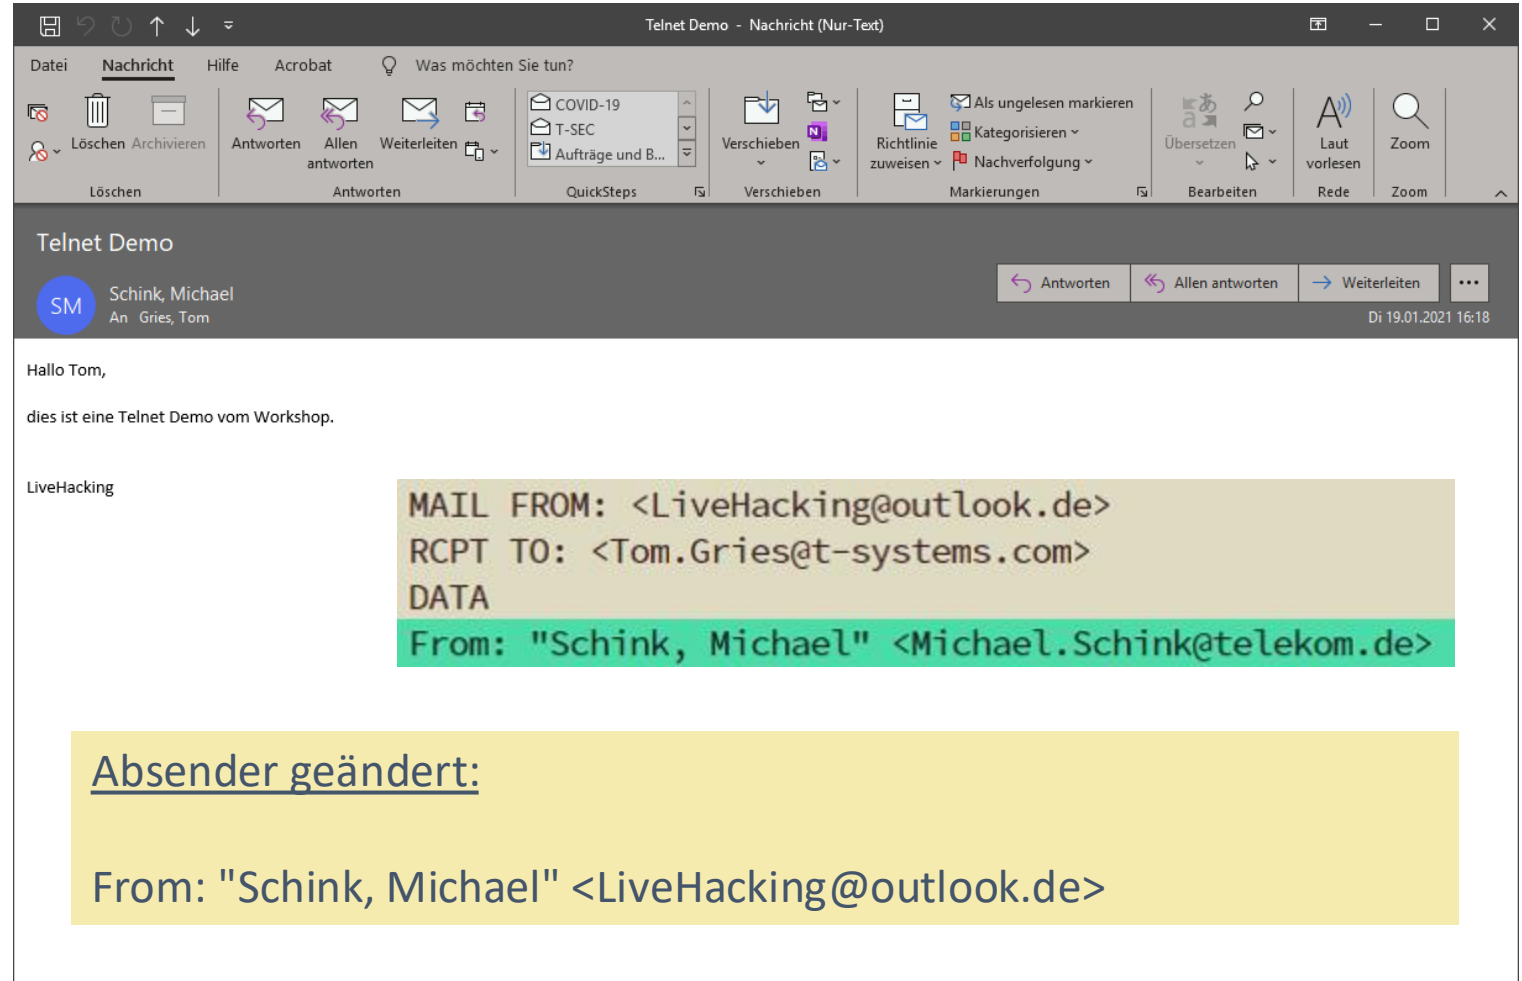 Telnet Demo - Nachricht (Nur-Text)
Datei Nachricht Hilfe Acrobat Was möchten Sie tun?
Löschen Archivieren
Löschen
Antworten Allen antworten Weiterleiten
Antworten
COVID-19
T-SEC
Aufträge und B...
QuickSteps
Verschieben
Verschieben
Richtlinie zuweisen
Als ungelesen markieren
Kategorisieren
Nachverfolgung
Markierungen
Übersetzen
Bearbeiten
Laut vorlesen
Rede
Zoom
Zoom
Telnet Demo
SM
Schink, Michael
An Gries, Tom
Antworten Allen antworten Weiterleiten
Di 19.01.2021 16:18
Hallo Tom,
dies ist eine Telnet Demo vom Workshop.
LiveHacking
MAIL FROM: <LiveHacking@outlook.de>
RCPT TO: <Tom.Gries@t-systems.com>
DATA
From: "Schink, Michael" <Michael.Schink@telekom.de>
Absender geändert:
From: "Schink, Michael" <LiveHacking@outlook.de>